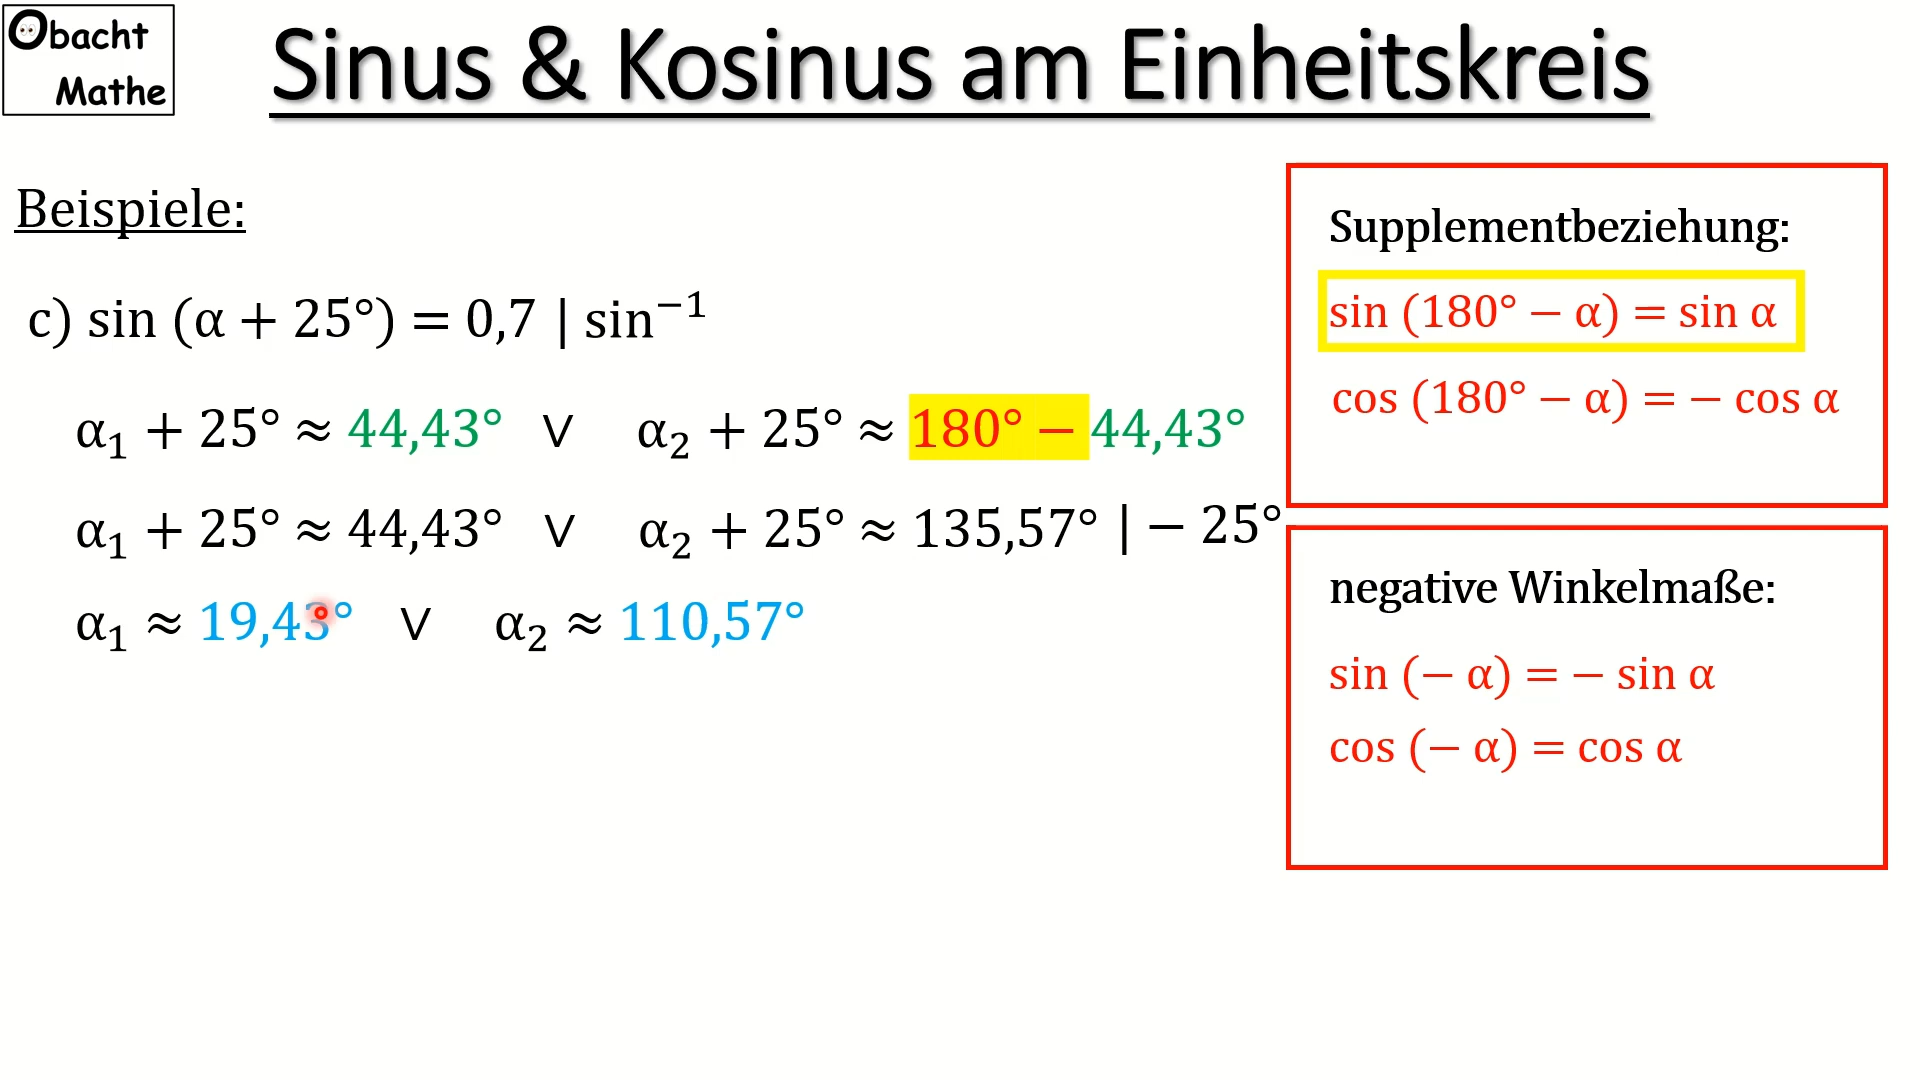 Obacht
Mathe
Sinus & Kosinus am Einheitskreis
Beispiele:
c) sin (α + 25°) = 0,7 | sin⁻¹
α₁ + 25° ≈ 44,43° ∨ α₂ + 25° ≈ 180° − 44,43°
α₁ + 25° ≈ 44,43° ∨ α₂ + 25° ≈ 135,57° | − 25°
α₁ ≈ 19,43° ∨ α₂ ≈ 110,57°
Supplementbeziehung:
sin (180° − α) = sin α
cos (180° − α) = − cos α
negative Winkelmaße:
sin (− α) = − sin α
cos (− α) = cos α